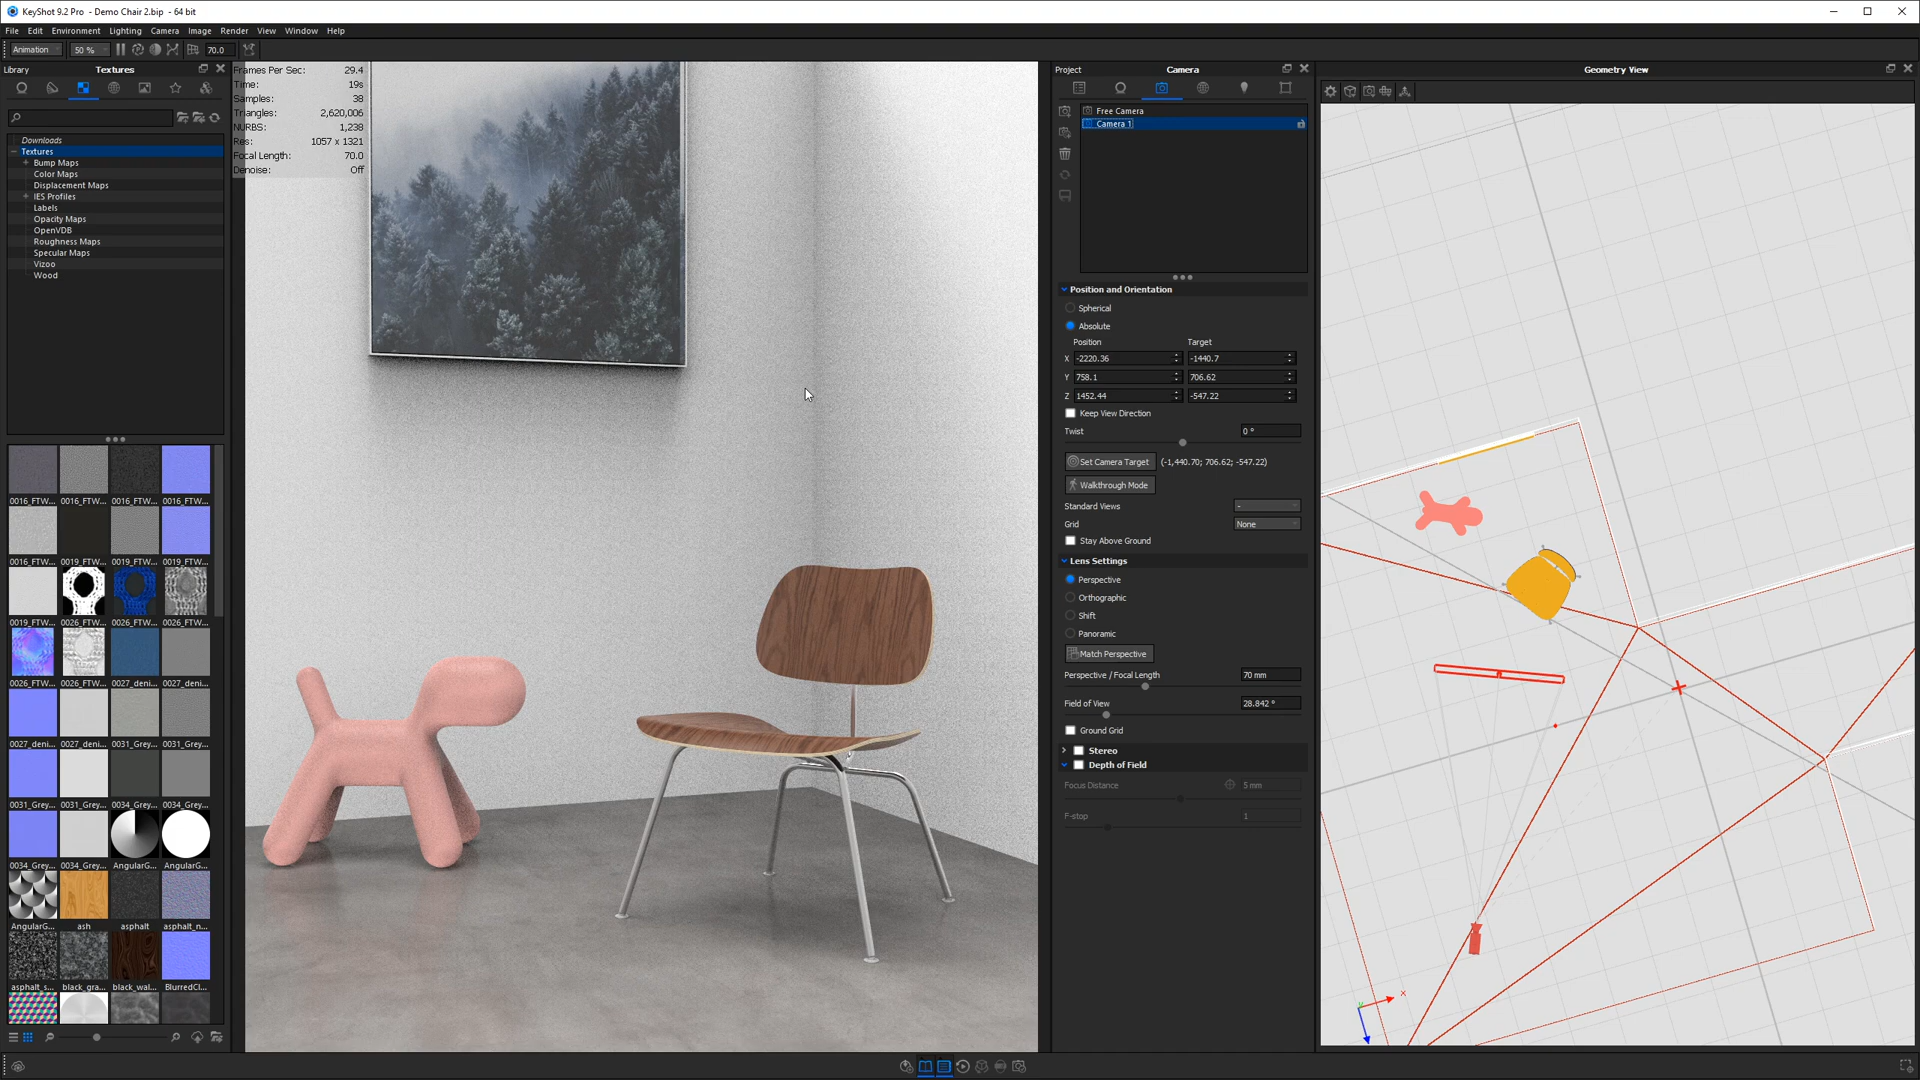 KeyShot 9.2 Pro - Demo Chair 2.bip - 64 bit
File Edit Environment Lighting Camera Image Render View Window Help
Animation 50 % 70.0
Library Textures
Downloads
Textures
Bump Maps
Color Maps
Displacement Maps
IES Profiles
Labels
Opacity Maps
OpenVDB
Roughness Maps
Specular Maps
Vizoo
Wood
0016_FTW... 0016_FTW... 0016_FTW... 0016_FTW...
0016_FTW... 0019_FTW... 0019_FTW... 0019_FTW...
0019_FTW... 0026_FTW... 0026_FTW... 0026_FTW...
0026_FTW... 0026_FTW... 0027_deni... 0027_deni...
0027_deni... 0027_deni... 0031_Grey... 0031_Grey...
0031_Grey... 0031_Grey... 0034_Grey... 0034_Grey...
0034_Grey... 0034_Grey... AngularG... AngularG...
AngularG... ash asphalt asphalt_n...
asphalt_s... black_gra... black_wal... BlurredCl...
Frames Per Sec: 29.4
Time: 19s
Samples: 38
Triangles: 2,620,006
NURBS: 1,238
Res: 1057 x 1321
Focal Length: 70.0
Denoise: Off
Project Camera
Free Camera
Camera 1
Position and Orientation
Spherical
Absolute
Position Target
X -2220.36 -1440.7
Y 758.1 706.62
Z 1452.44 -547.22
Keep View Direction
Twist 0 °
Set Camera Target (-1,440.70; 706.62; -547.22)
Walkthrough Mode
Standard Views -
Grid None
Stay Above Ground
Lens Settings
Perspective
Orthographic
Shift
Panoramic
Match Perspective
Perspective / Focal Length 70 mm
Field of View 28.842 °
Ground Grid
Stereo
Depth of Field
Focus Distance 5 mm
F-stop 1
Geometry View
X
Y